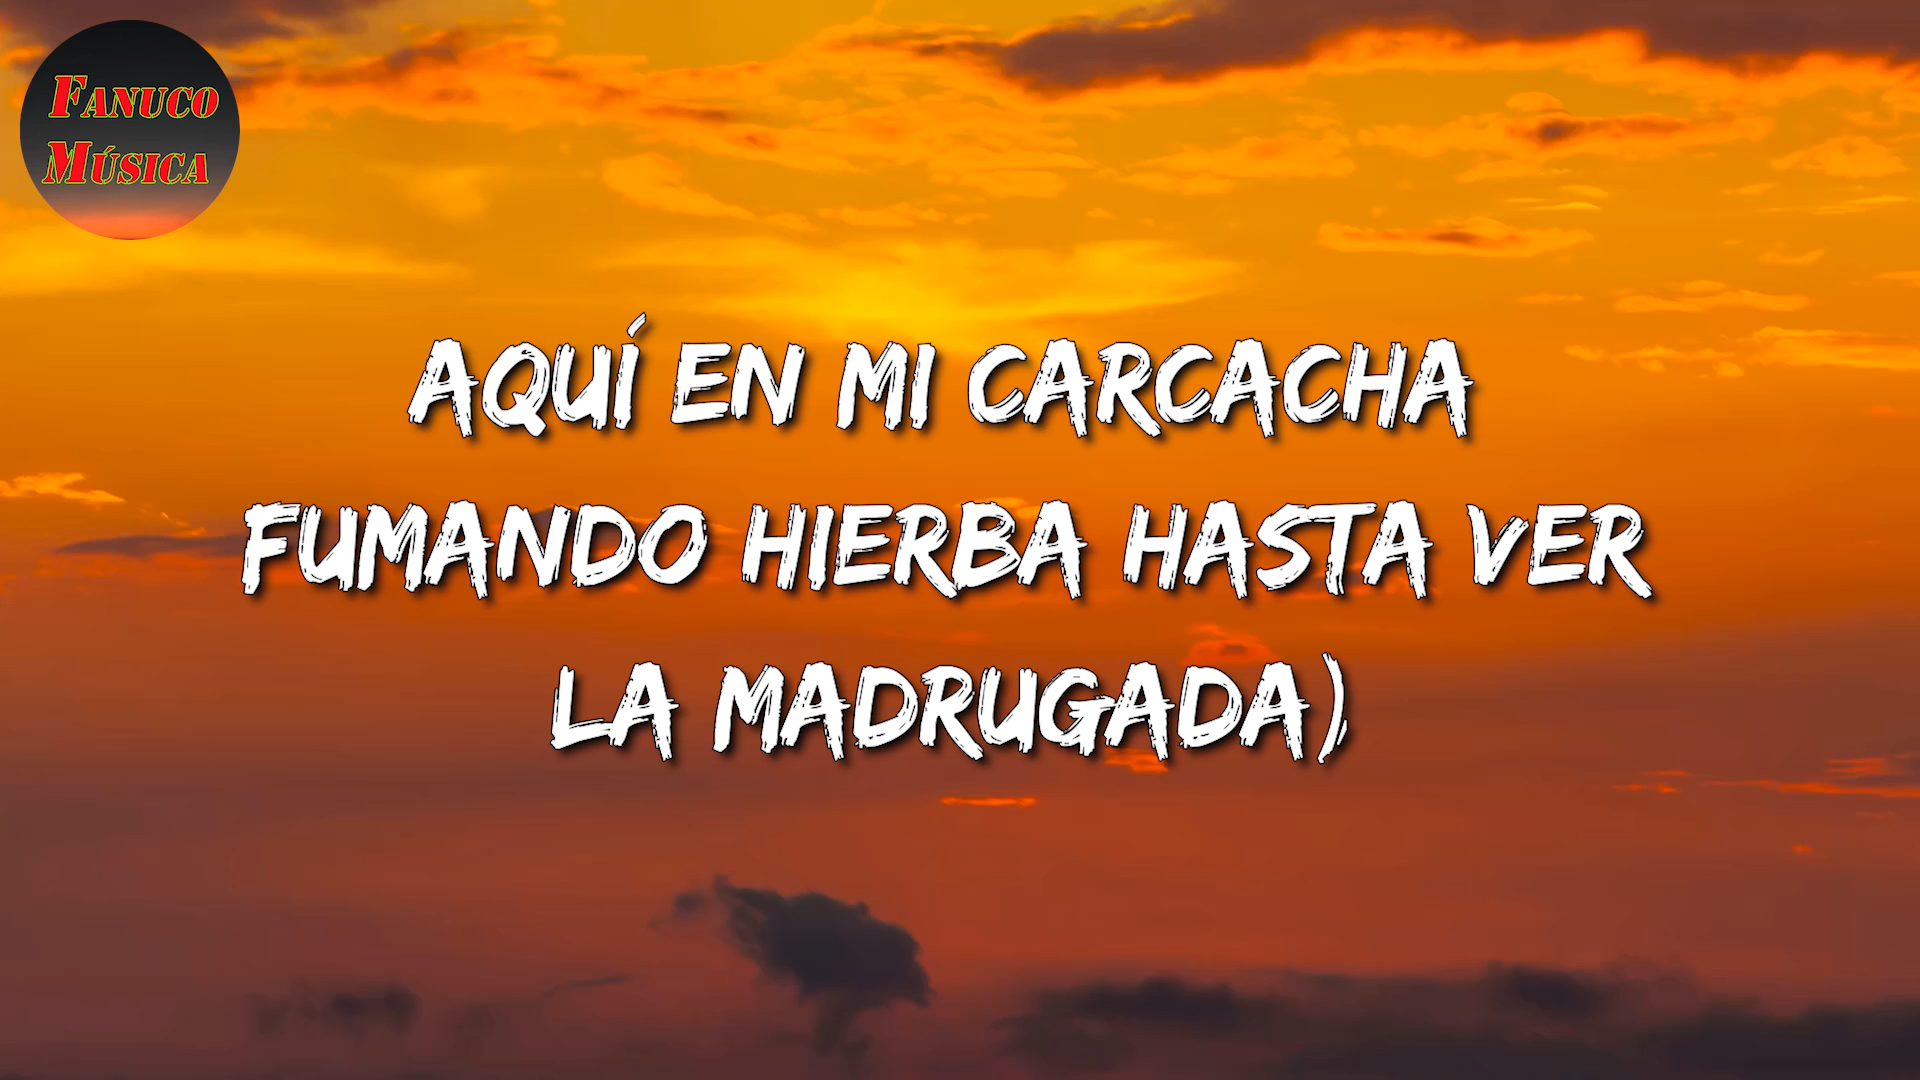 FANUCO
MÚSICA
AQUÍ EN MI CARCACHA
FUMANDO HIERBA HASTA VER
LA MADRUGADA)